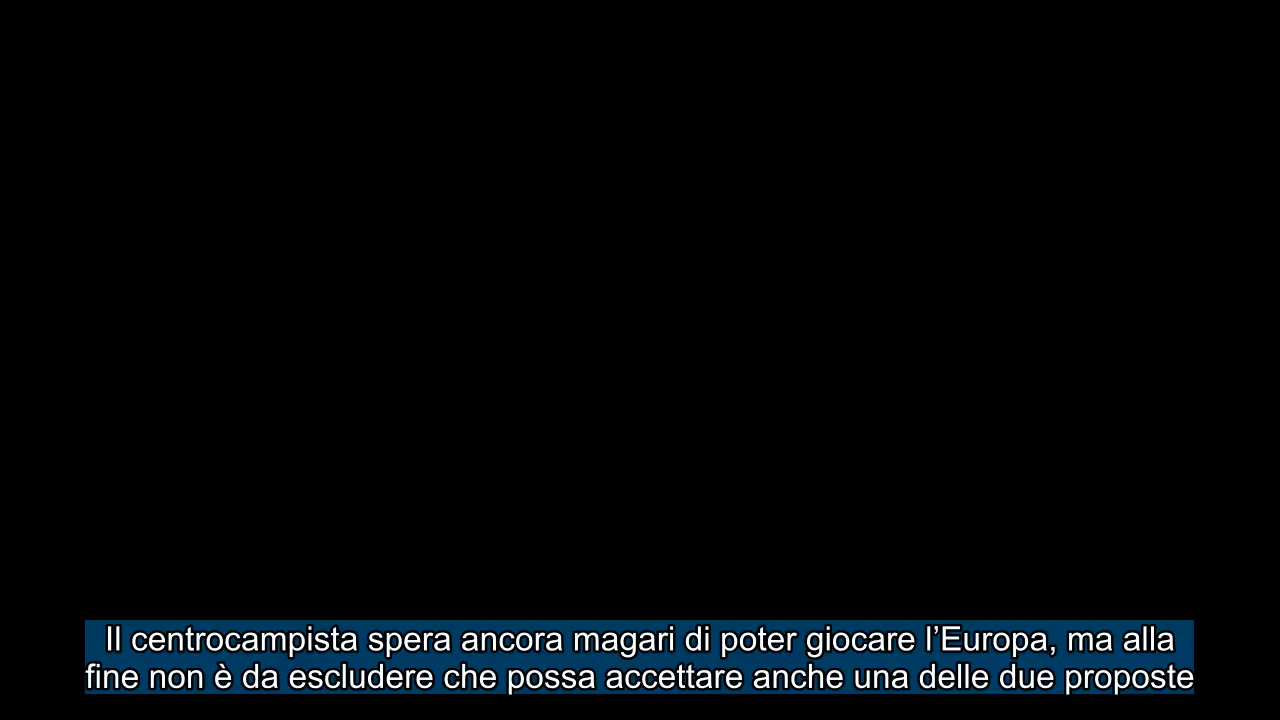 Il centrocampista spera ancora magari di poter giocare l’Europa, ma alla
fine non è da escludere che possa accettare anche una delle due proposte